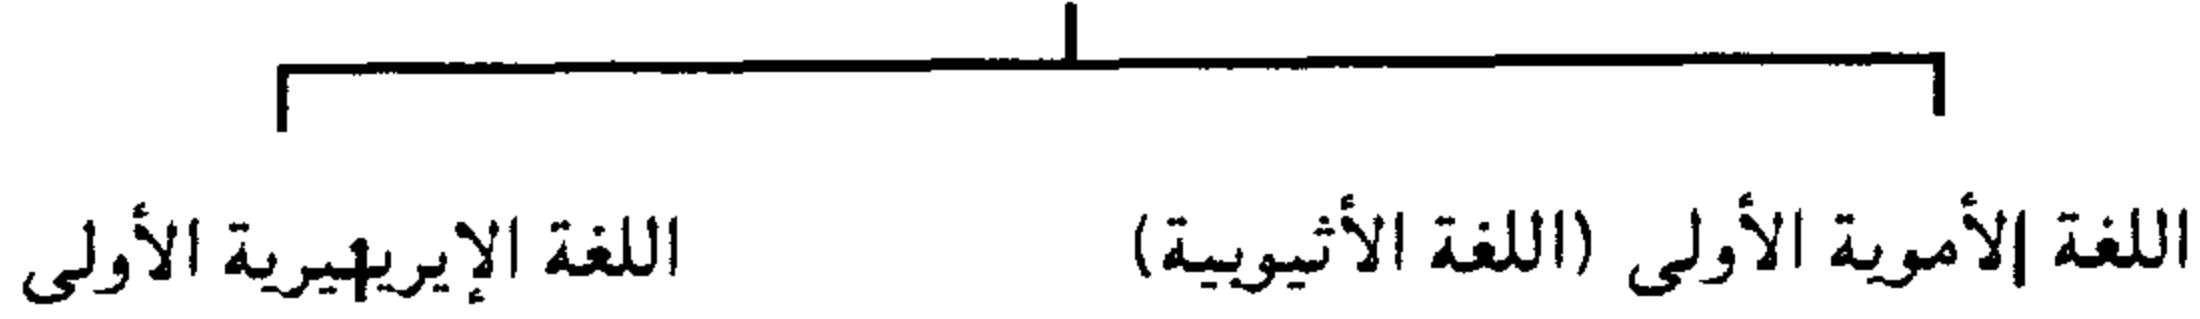 اللغة الأموية الأولى (اللغة الأثيوبية)
اللغة الإيريهيرية الأولى